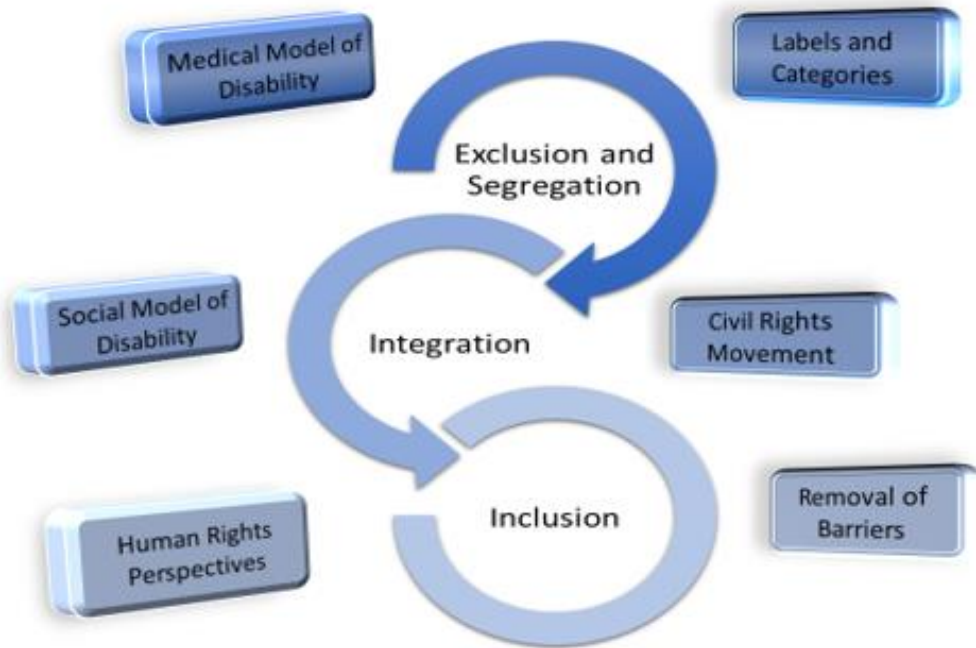 Medical Model of
Disability
Labels and
Categories
Exclusion and
Segregation
Social Model of
Disability
Integration
Civil Rights
Movement
Human Rights
Perspectives
Inclusion
Removal of
Barriers